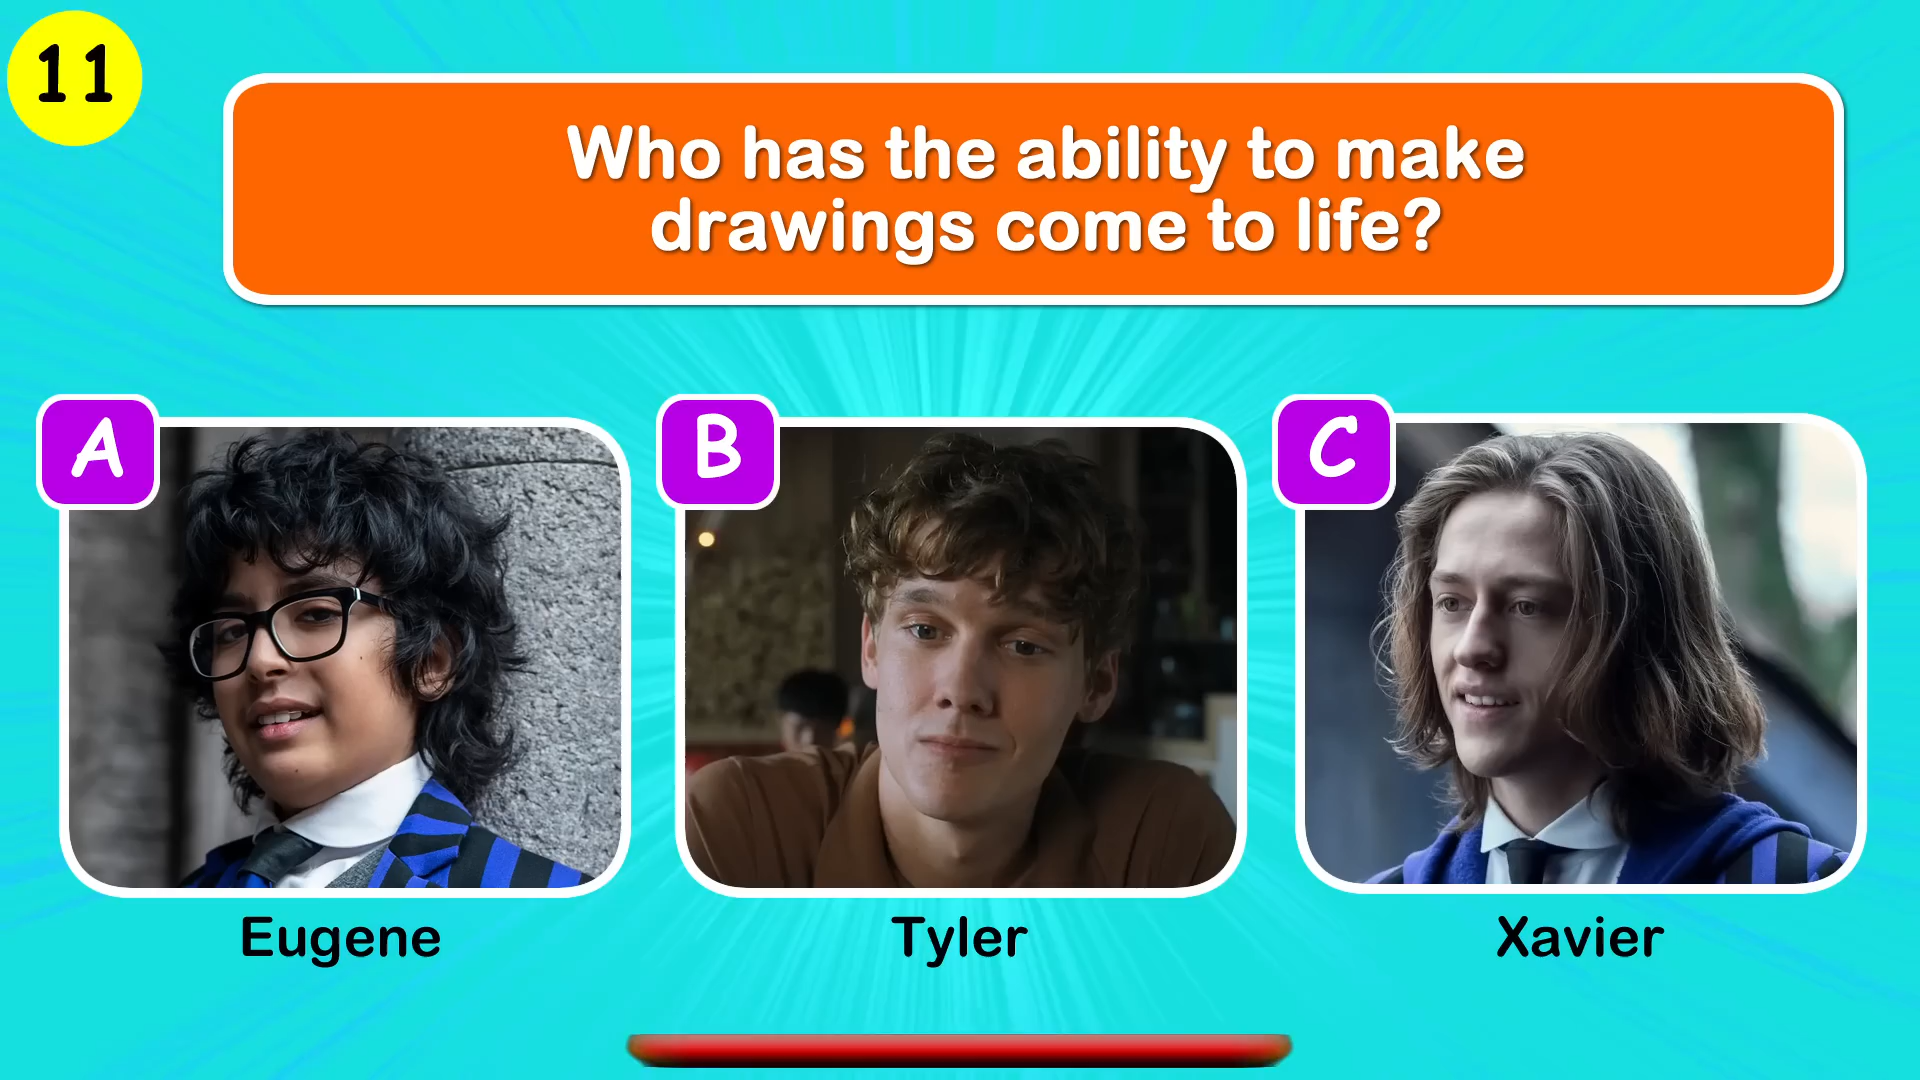 11
Who has the ability to make
drawings come to life?
A
B
C
Eugene
Tyler
Xavier